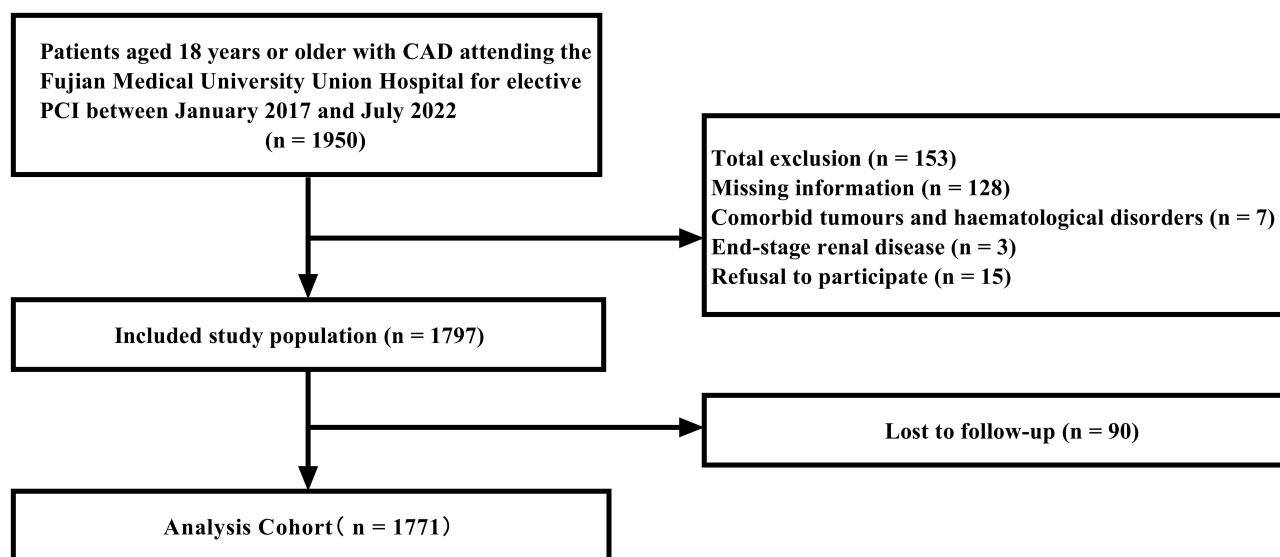 Patients aged 18 years or older with CAD attending the
Fujian Medical University Union Hospital for elective
PCI between January 2017 and July 2022
(n = 1950)
Total exclusion (n = 153)
Missing information (n = 128)
Comorbid tumours and haematological disorders (n = 7)
End-stage renal disease (n = 3)
Refusal to participate (n = 15)
Included study population (n = 1797)
Lost to follow-up (n = 90)
Analysis Cohort( n = 1771)